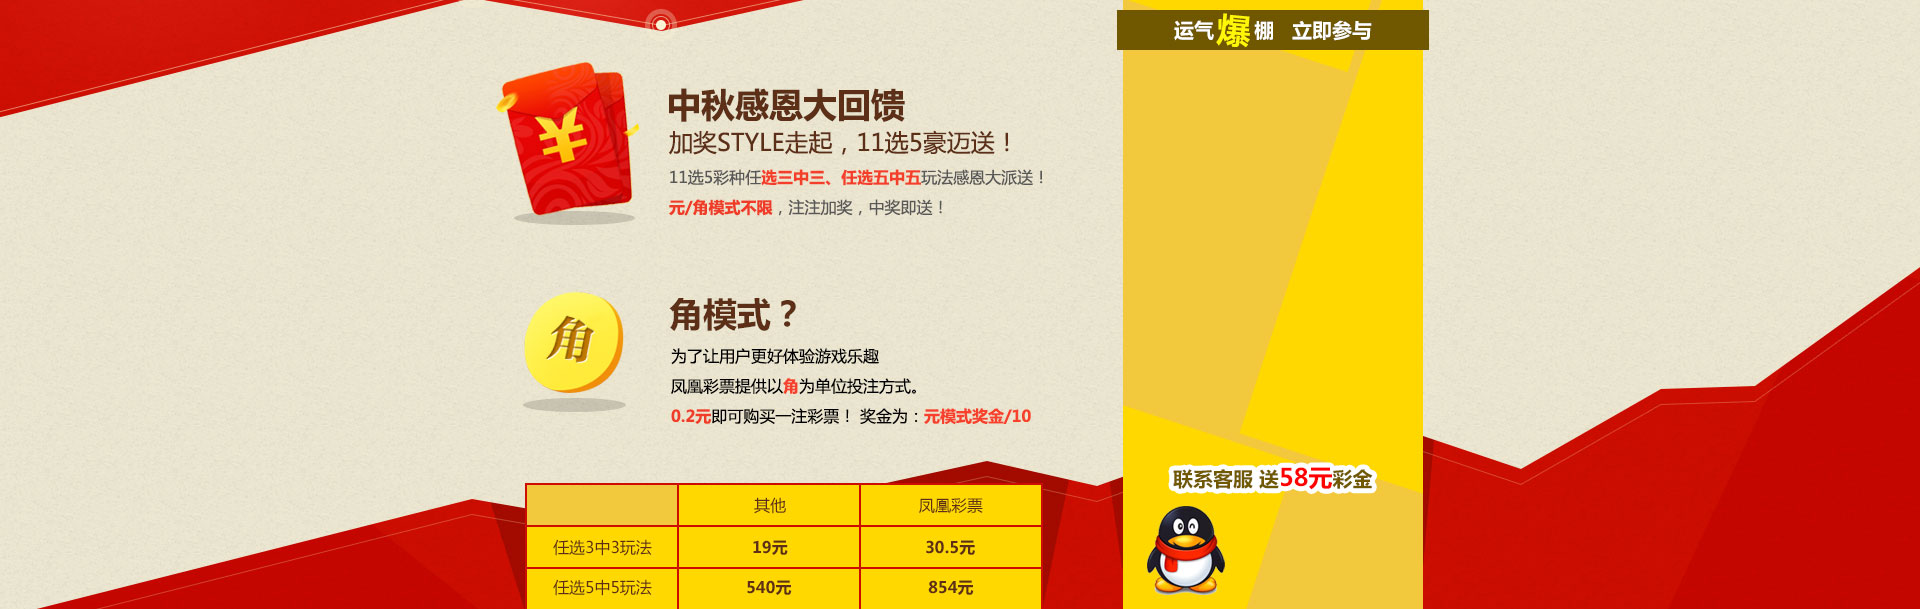 运气爆棚 立即参与
中秋感恩大回馈
加奖STYLE走起，11选5豪迈送！
11选5彩种任选三中三、任选五中五玩法感恩大派送！
元/角模式不限，注注加奖，中奖即送！
角
角模式？
为了让用户更好体验游戏乐趣
凤凰彩票提供以角为单位投注方式。
0.2元即可购买一注彩票！ 奖金为：元模式奖金/10
联系客服 送58元彩金
其他 凤凰彩票
任选3中3玩法 19元 30.5元
任选5中5玩法 540元 854元